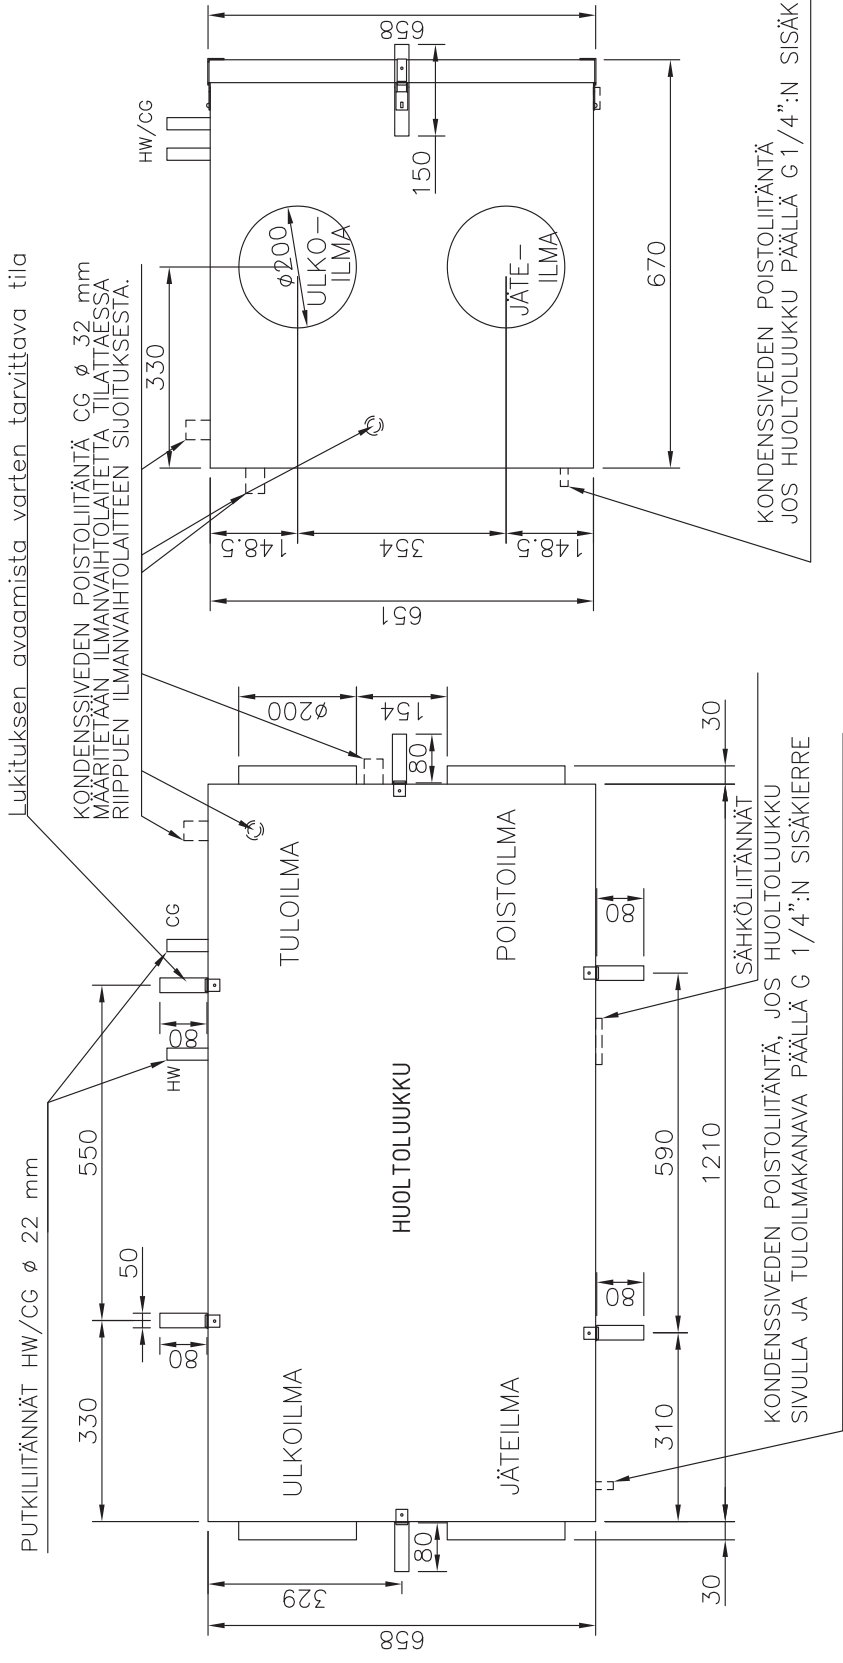 PUTKILIITÄNNÄT HW/CG ø 22 mm
Lukituksen avaamista varten tarvittava tila
KONDENSSIVEDEN POISTOLIITÄNTÄ CG ø 32 mm
MÄÄRITETÄÄN ILMANVAIHTOLAITETTA TILATTAESSA
RIIPPUEN ILMANVAIHTOLAITTEEN SIJOITUKSESTA.
330
550
50
80
80
HW
CG
ULKOILMA
TULOILMA
HUOLTOLUUKKU
JÄTEILMA
POISTOILMA
658
329
80
30
310
590
1210
30
80
80
80
ø200
154
SÄHKÖLIITÄNNÄT
KONDENSSIVEDEN POISTOLIITÄNTÄ, JOS HUOLTOLUUKKU
SIVULLA JA TULOILMAKANAVA PÄÄLLÄ G 1/4":N SISÄKIERRE
330
HW/CG
ø200
ULKO-
ILMA
JÄTE-
ILMA
148.5
354
148.5
651
658
150
670
KONDENSSIVEDEN POISTOLIITÄNTÄ
JOS HUOLTOLUUKKU PÄÄLLÄ G 1/4":N SISÄK